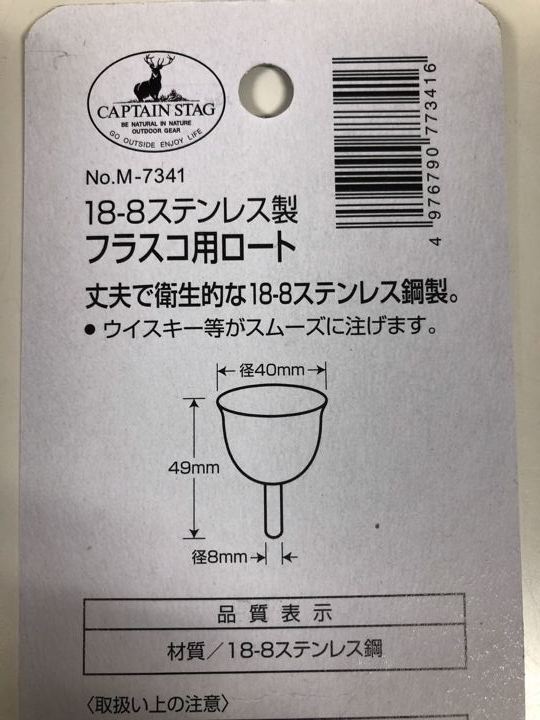 CAPTAIN STAG
BE NATURAL IN NATURE
OUTDOOR GEAR
GO OUTSIDE ENJOY LIFE
4 976790 773416
No.M-7341
18-8ステンレス製
フラスコ用ロート
丈夫で衛生的な18-8ステンレス鋼製。
● ウイスキー等がスムーズに注げます。
径40mm
49mm
径8mm
品質表示
材質／18-8ステンレス鋼
〈取扱い上の注意〉